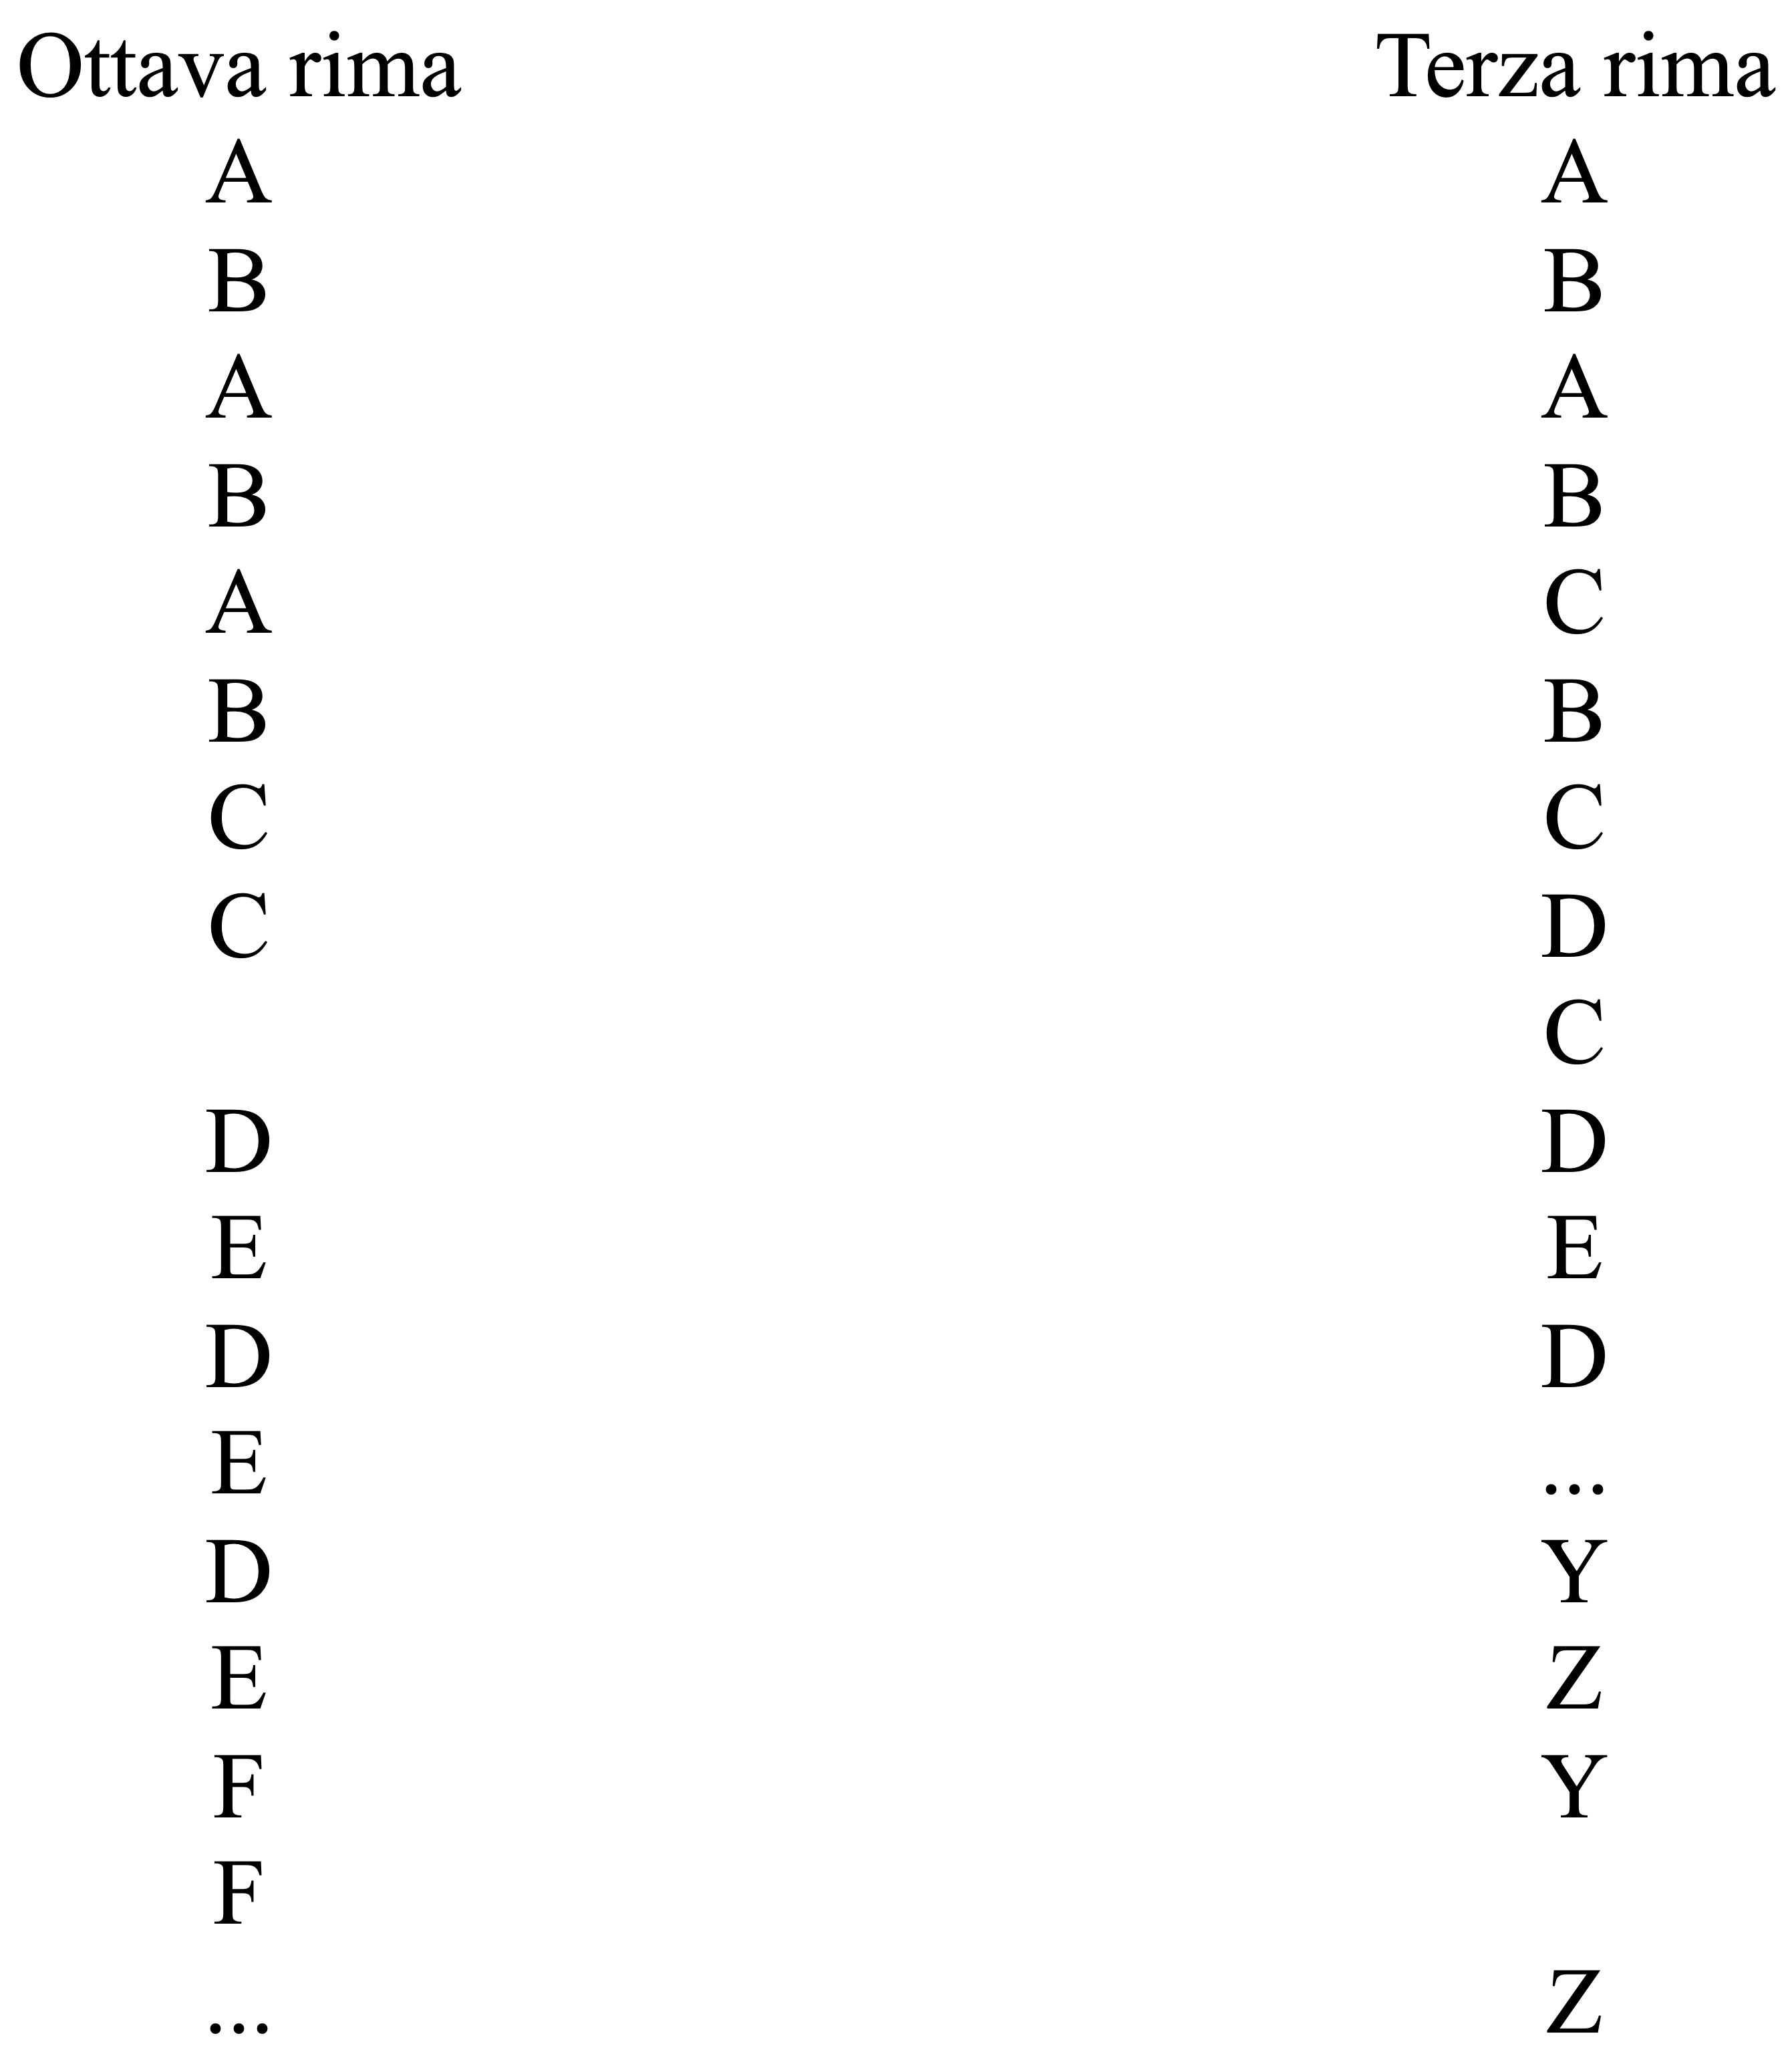 Ottava rima Terza rima
A A
B B
A A
B B
A C
B B
C C
C D
C
D D
E E
D D
E ...
D Y
E Z
F Y
F
... Z